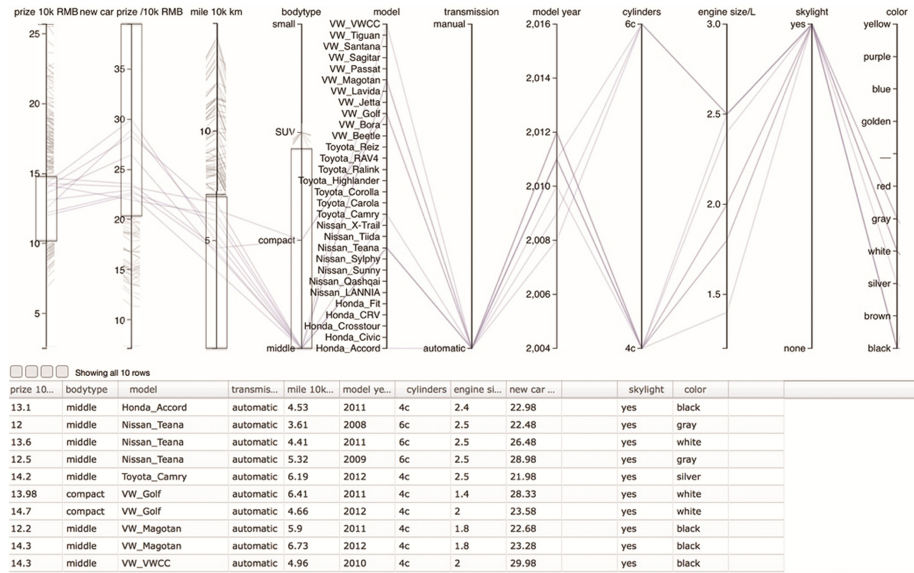 prize 10k RMB new car prize /10k RMB mile 10k km bodytype model transmission model year cylinders engine size/L skylight color
25 35 10 small VW_VWCC manual 2,016 6c 3.0 yes yellow
VW_Tiguan
VW_Santana
VW_Sagitar
VW_Passat
VW_Magotan
VW_Lavida
VW_Jetta
VW_Golf
VW_Bora
VW_Beetle
Toyota_Reiz
Toyota_RAV4
Toyota_Ralink
Toyota_Highlander
Toyota_Corolla
Toyota_Carola
Toyota_Camry
Nissan_X-Trail
Nissan_Tiida
Nissan_Teana
Nissan_Sylphy
Nissan_Sunny
Nissan_Qashqai
Nissan_LANNIA
Honda_Fit
Honda_CRV
Honda_Crosstour
Honda_Civic
Honda_Accord
20
15
10
5
30
25
20
15
10
5
SUV
compact
middle
automatic
2,014
2,012
2,010
2,008
2,006
2,004
4c
2.5
2.0
1.5
none
purple
blue
golden
—
red
gray
white
silver
brown
black
Showing all 10 rows
prize 10... bodytype model transmis... mile 10k... model ye... cylinders engine si... new car ... skylight color
13.1 middle Honda_Accord automatic 4.53 2011 4c 2.4 22.98 yes black
12 middle Nissan_Teana automatic 3.61 2008 6c 2.5 22.48 yes gray
13.6 middle Nissan_Teana automatic 4.41 2011 6c 2.5 26.48 yes white
12.5 middle Nissan_Teana automatic 5.32 2009 6c 2.5 28.98 yes gray
14.2 middle Toyota_Camry automatic 6.19 2012 4c 2.5 21.98 yes silver
13.98 compact VW_Golf automatic 6.41 2011 4c 1.4 28.33 yes white
14.7 compact VW_Golf automatic 4.66 2012 4c 2 23.58 yes white
12.2 middle VW_Magotan automatic 5.9 2011 4c 1.8 22.68 yes black
14.3 middle VW_Magotan automatic 6.73 2012 4c 1.8 23.28 yes black
14.3 middle VW_VWCC automatic 4.96 2010 4c 2 29.98 yes black